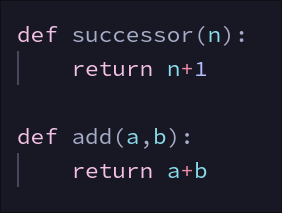 def successor(n):
    return n+1

def add(a,b):
    return a+b